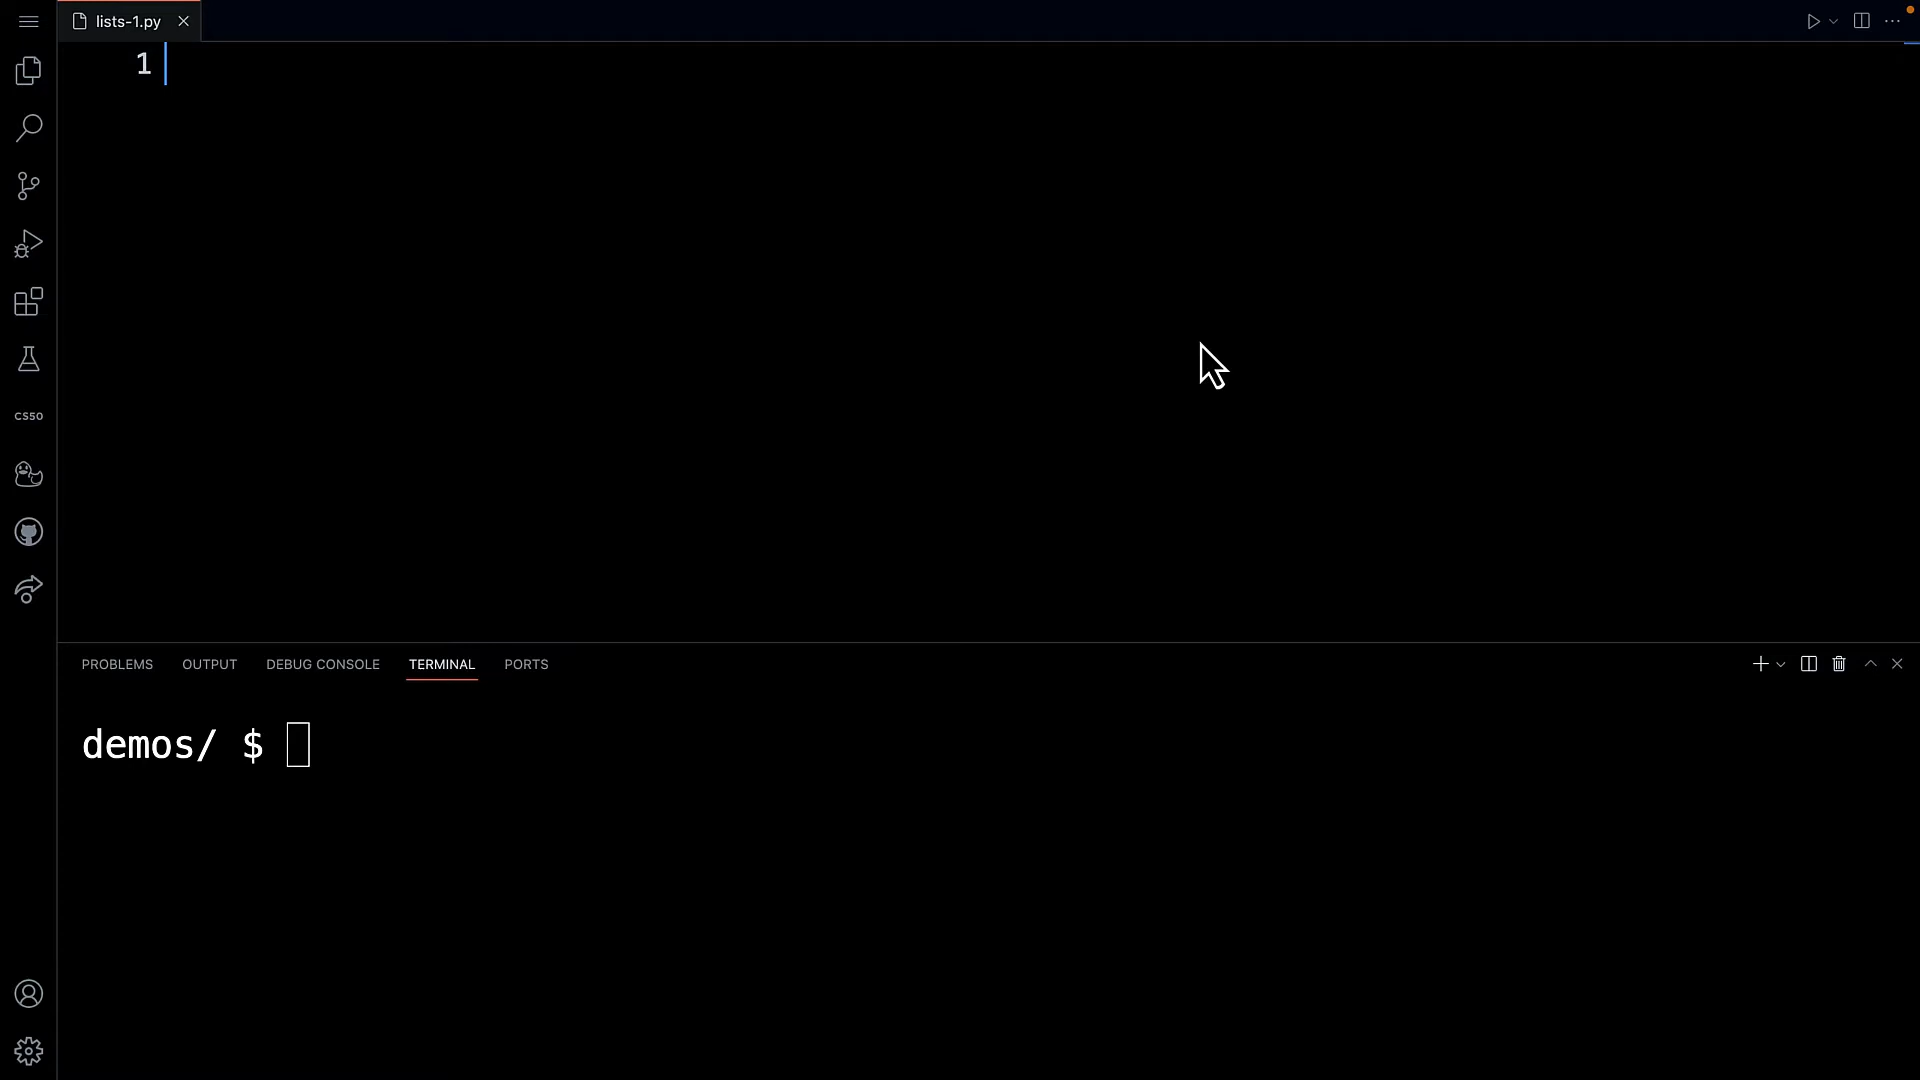 lists-1.py
1
CS50
PROBLEMS OUTPUT DEBUG CONSOLE TERMINAL PORTS
demos/ $